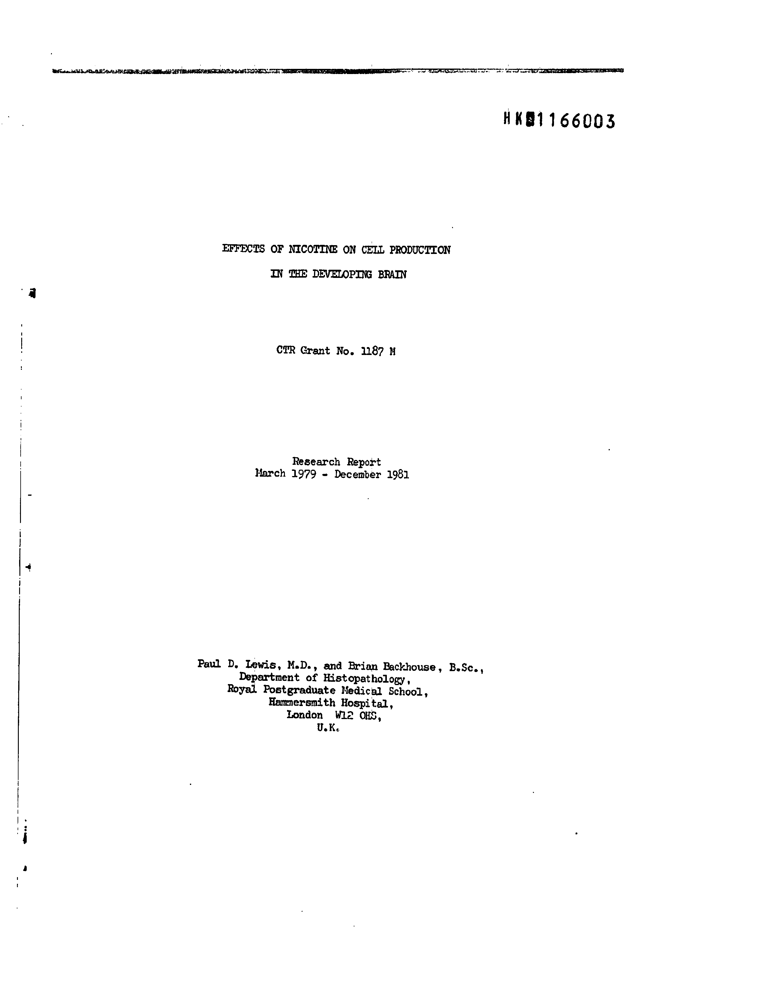 HK01166003
EFFECTS OF NICOTINE ON CELL PRODUCTION
IN THE DEVELOPING BRAIN
CTR Grant No. 1187 M
Research Report
March 1979 - December 1981
Paul D. Lewis, M.D., and Brian Backhouse, B.Sc.,
Department of Histopathology,
Royal Postgraduate Medical School,
Hammersmith Hospital,
London W12 OHS,
U.K.